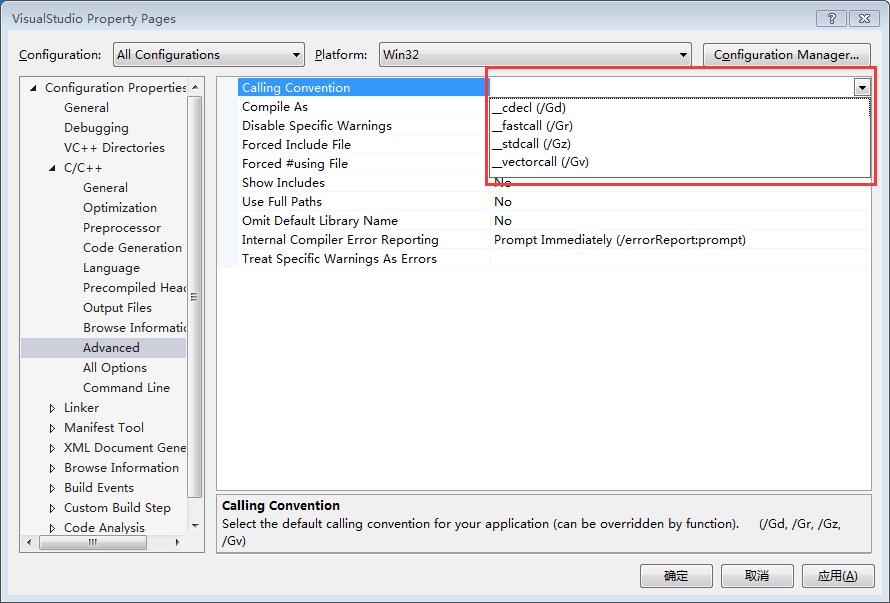 VisualStudio Property Pages
Configuration: All Configurations Platform: Win32 Configuration Manager...
Configuration Properties
General
Debugging
VC++ Directories
C/C++
General
Optimization
Preprocessor
Code Generation
Language
Precompiled Head
Output Files
Browse Informatio
Advanced
All Options
Command Line
Linker
Manifest Tool
XML Document Gene
Browse Information
Build Events
Custom Build Step
Code Analysis
Calling Convention
__cdecl (/Gd)
__fastcall (/Gr)
__stdcall (/Gz)
__vectorcall (/Gv)
Compile As
Disable Specific Warnings
Forced Include File
Forced #using File
Show Includes No
Use Full Paths No
Omit Default Library Name No
Internal Compiler Error Reporting Prompt Immediately (/errorReport:prompt)
Treat Specific Warnings As Errors
Calling Convention
Select the default calling convention for your application (can be overridden by function). (/Gd, /Gr, /Gz,
/Gv)
确定 取消 应用(A)